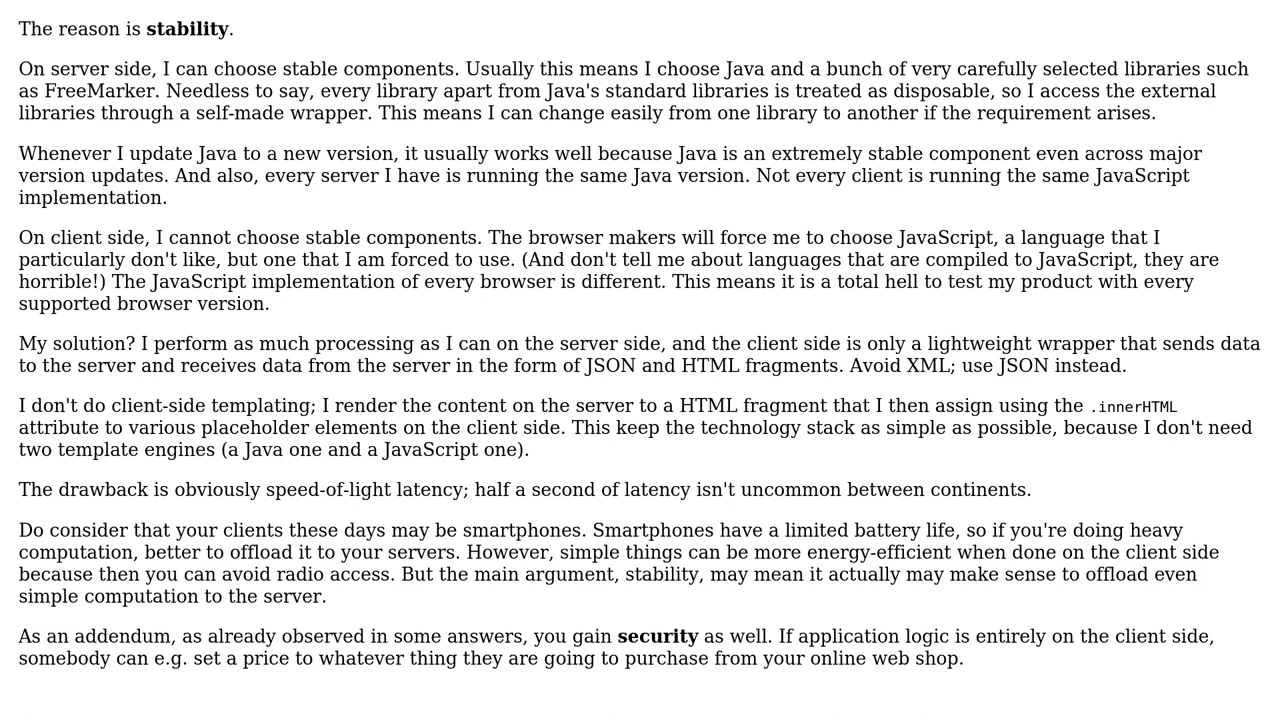 The reason is stability.
On server side, I can choose stable components. Usually this means I choose Java and a bunch of very carefully selected libraries such
as FreeMarker. Needless to say, every library apart from Java's standard libraries is treated as disposable, so I access the external
libraries through a self-made wrapper. This means I can change easily from one library to another if the requirement arises.
Whenever I update Java to a new version, it usually works well because Java is an extremely stable component even across major
version updates. And also, every server I have is running the same Java version. Not every client is running the same JavaScript
implementation.
On client side, I cannot choose stable components. The browser makers will force me to choose JavaScript, a language that I
particularly don't like, but one that I am forced to use. (And don't tell me about languages that are compiled to JavaScript, they are
horrible!) The JavaScript implementation of every browser is different. This means it is a total hell to test my product with every
supported browser version.
My solution? I perform as much processing as I can on the server side, and the client side is only a lightweight wrapper that sends data
to the server and receives data from the server in the form of JSON and HTML fragments. Avoid XML; use JSON instead.
I don't do client-side templating; I render the content on the server to a HTML fragment that I then assign using the .innerHTML
attribute to various placeholder elements on the client side. This keep the technology stack as simple as possible, because I don't need
two template engines (a Java one and a JavaScript one).
The drawback is obviously speed-of-light latency; half a second of latency isn't uncommon between continents.
Do consider that your clients these days may be smartphones. Smartphones have a limited battery life, so if you're doing heavy
computation, better to offload it to your servers. However, simple things can be more energy-efficient when done on the client side
because then you can avoid radio access. But the main argument, stability, may mean it actually may make sense to offload even
simple computation to the server.
As an addendum, as already observed in some answers, you gain security as well. If application logic is entirely on the client side,
somebody can e.g. set a price to whatever thing they are going to purchase from your online web shop.